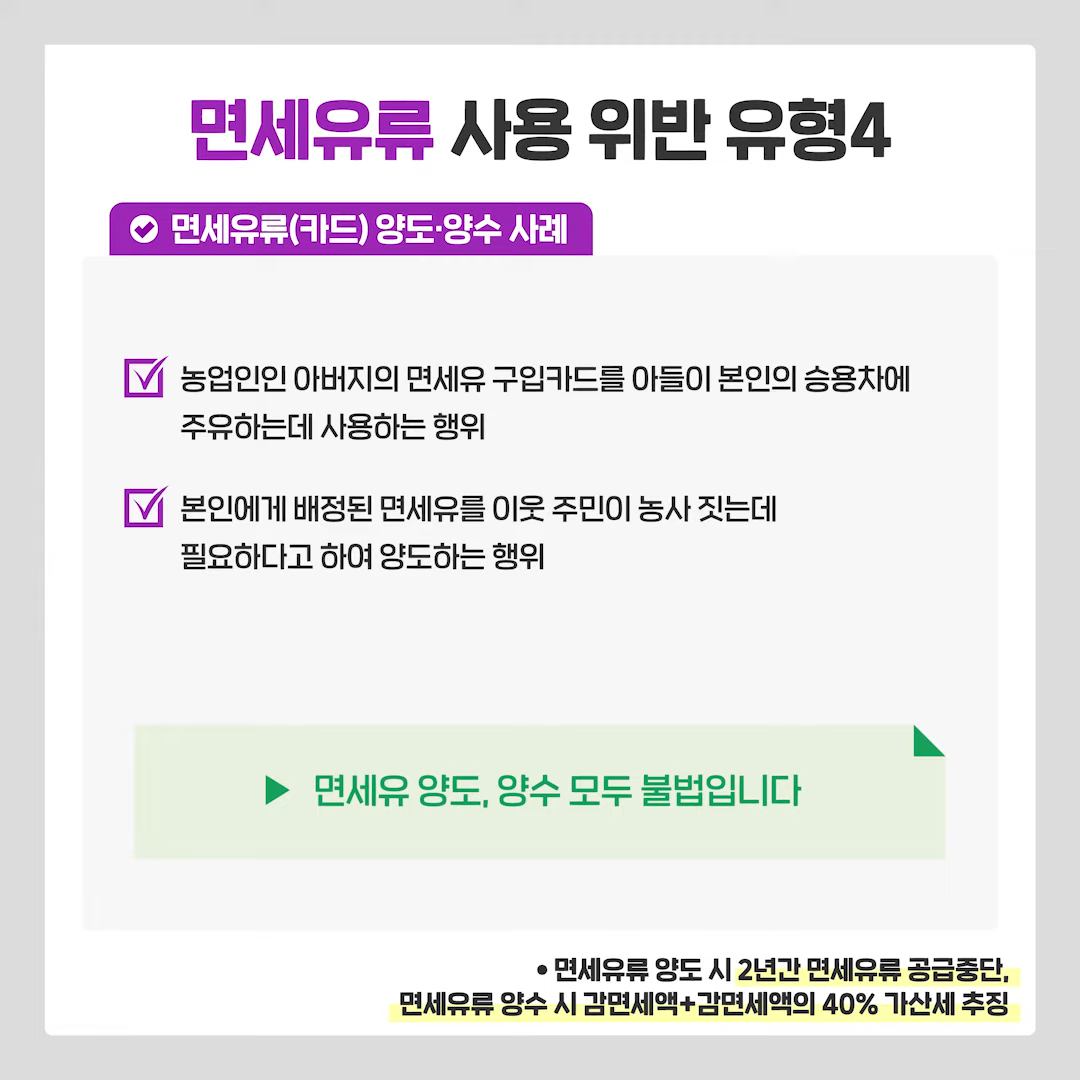 면세유류 사용 위반 유형4
면세유류(카드) 양도·양수 사례
농업인인 아버지의 면세유 구입카드를 아들이 본인의 승용차에
주유하는데 사용하는 행위
본인에게 배정된 면세유를 이웃 주민이 농사 짓는데
필요하다고 하여 양도하는 행위
▶ 면세유 양도, 양수 모두 불법입니다
• 면세유류 양도 시 2년간 면세유류 공급중단,
면세유류 양수 시 감면세액+감면세액의 40% 가산세 추징